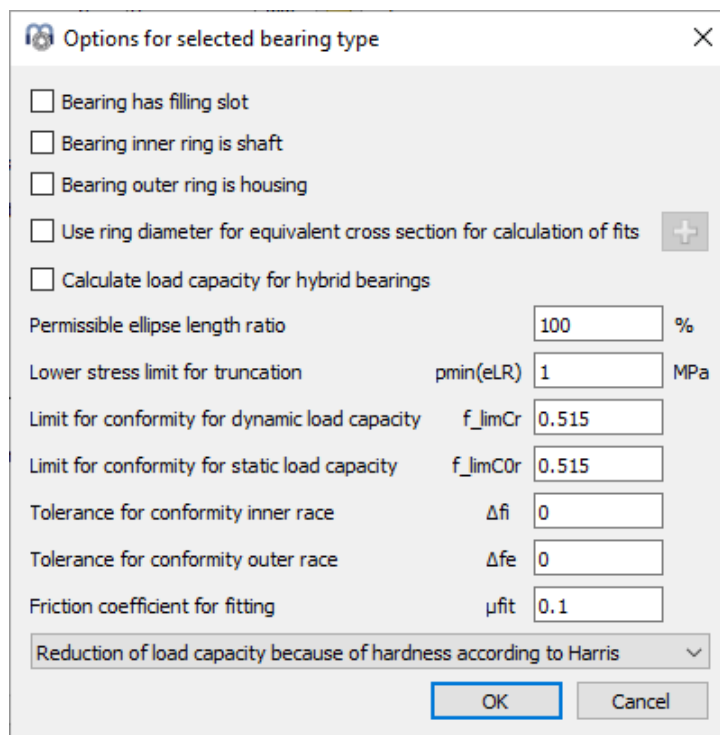 Options for selected bearing type
Bearing has filling slot
Bearing inner ring is shaft
Bearing outer ring is housing
Use ring diameter for equivalent cross section for calculation of fits
Calculate load capacity for hybrid bearings
Permissible ellipse length ratio 100 %
Lower stress limit for truncation pmin(eLR) 1 MPa
Limit for conformity for dynamic load capacity f_limCr 0.515
Limit for conformity for static load capacity f_limC0r 0.515
Tolerance for conformity inner race Δfi 0
Tolerance for conformity outer race Δfe 0
Friction coefficient for fitting μfit 0.1
Reduction of load capacity because of hardness according to Harris
OK Cancel